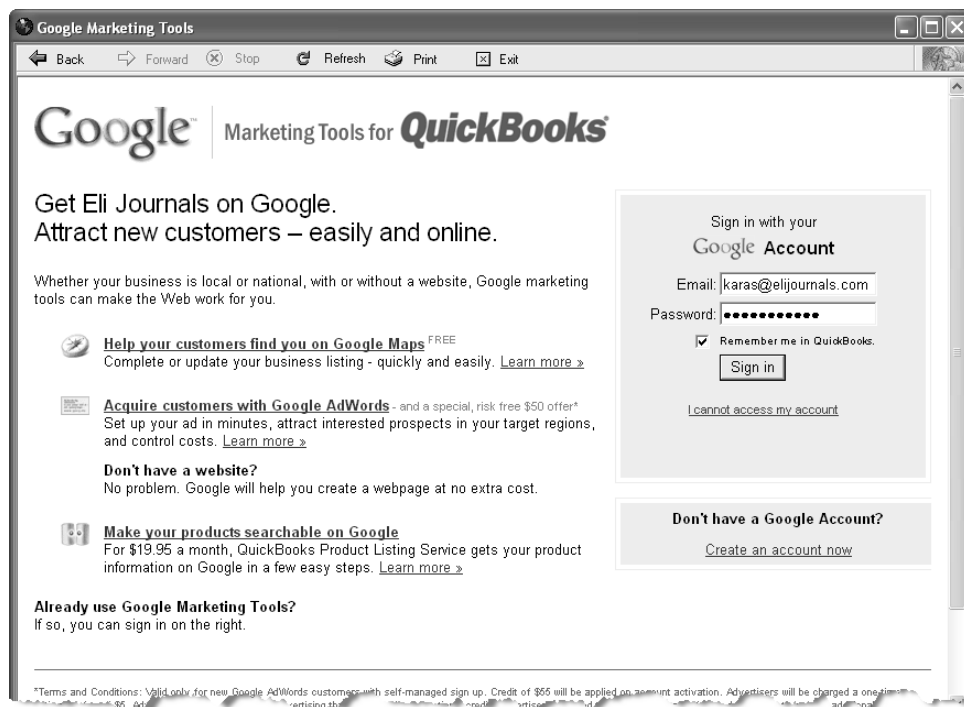 Google Marketing Tools
Back Forward Stop Refresh Print Exit
Google™ Marketing Tools for QuickBooks®
Get Eli Journals on Google.
Attract new customers – easily and online.
Whether your business is local or national, with or without a website, Google marketing
tools can make the Web work for you.
Help your customers find you on Google Maps FREE
Complete or update your business listing - quickly and easily. Learn more »
Acquire customers with Google AdWords - and a special, risk free $50 offer*
Set up your ad in minutes, attract interested prospects in your target regions,
and control costs. Learn more »
Don't have a website?
No problem. Google will help you create a webpage at no extra cost.
Make your products searchable on Google
For $19.95 a month, QuickBooks Product Listing Service gets your product
information on Google in a few easy steps. Learn more »
Already use Google Marketing Tools?
If so, you can sign in on the right.
Sign in with your
Google Account
Email: karas@elijournals.com
Password: ●●●●●●●●●●●
Remember me in QuickBooks.
Sign in
I cannot access my account
Don't have a Google Account?
Create an account now
*Terms and Conditions: Valid only for new Google AdWords customers with self-managed sign up. Credit of $55 will be applied on account activation. Advertisers will be charged a one-time